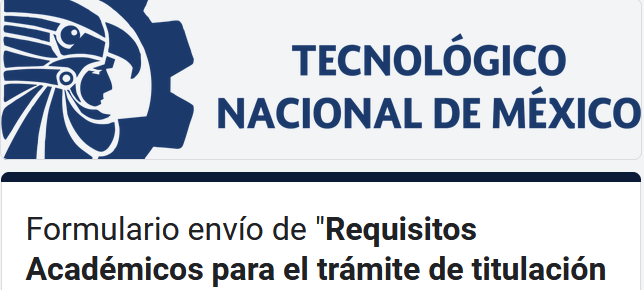 TECNOLÓGICO
NACIONAL DE MÉXICO
Formulario envío de "Requisitos
Académicos para el trámite de titulación